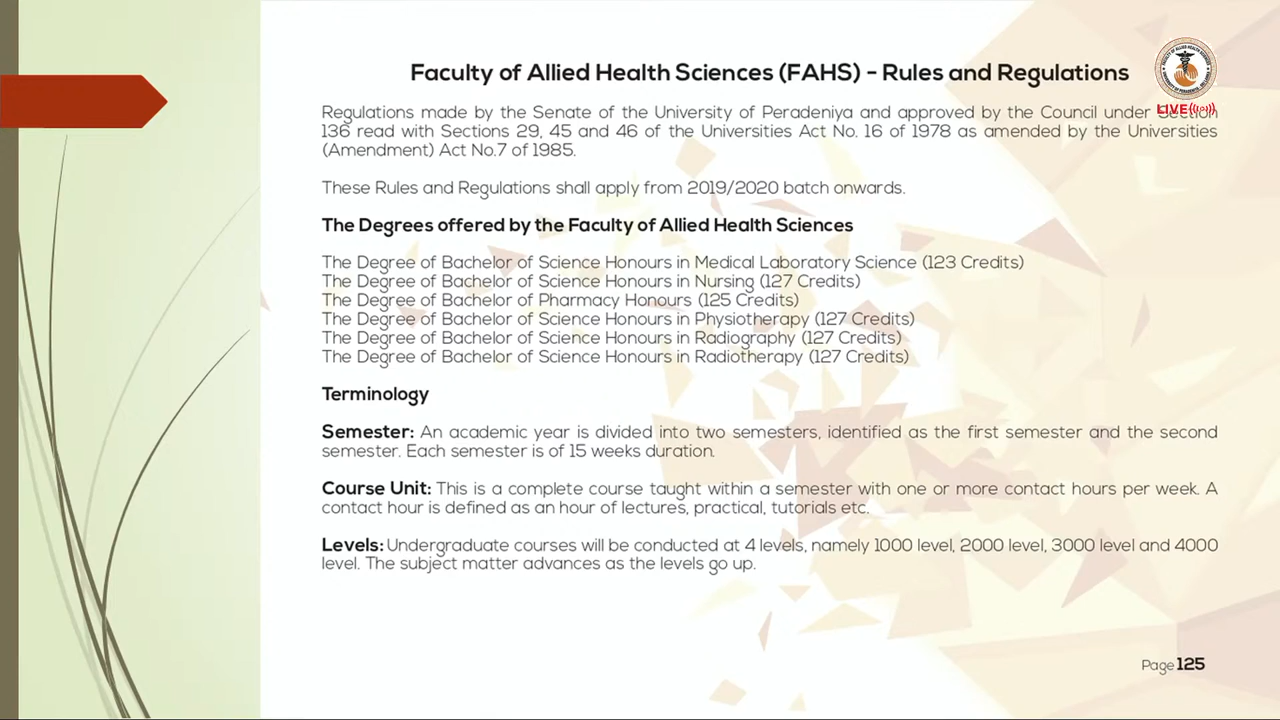 Faculty of Allied Health Sciences (FAHS) - Rules and Regulations
LIVE
Regulations made by the Senate of the University of Peradeniya and approved by the Council under Section
136 read with Sections 29, 45 and 46 of the Universities Act No. 16 of 1978 as amended by the Universities
(Amendment) Act No.7 of 1985.
These Rules and Regulations shall apply from 2019/2020 batch onwards.
The Degrees offered by the Faculty of Allied Health Sciences
The Degree of Bachelor of Science Honours in Medical Laboratory Science (123 Credits)
The Degree of Bachelor of Science Honours in Nursing (127 Credits)
The Degree of Bachelor of Pharmacy Honours (125 Credits)
The Degree of Bachelor of Science Honours in Physiotherapy (127 Credits)
The Degree of Bachelor of Science Honours in Radiography (127 Credits)
The Degree of Bachelor of Science Honours in Radiotherapy (127 Credits)
Terminology
Semester: An academic year is divided into two semesters, identified as the first semester and the second
semester. Each semester is of 15 weeks duration.
Course Unit: This is a complete course taught within a semester with one or more contact hours per week. A
contact hour is defined as an hour of lectures, practical, tutorials etc.
Levels: Undergraduate courses will be conducted at 4 levels, namely 1000 level, 2000 level, 3000 level and 4000
level. The subject matter advances as the levels go up.
Page 125